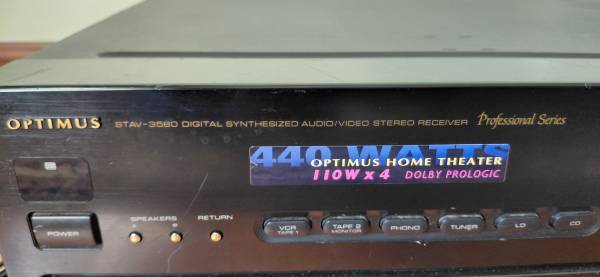 OPTIMUS STAV-3580 DIGITAL SYNTHESIZED AUDIO/VIDEO STEREO RECEIVER Professional Series
440 WATTS
OPTIMUS HOME THEATER
110W x 4 DOLBY PROLOGIC
SPEAKERS RETURN
A B
POWER
VCR TAPE 2 PHONO TUNER LD CD
TAPE 1 MONITOR